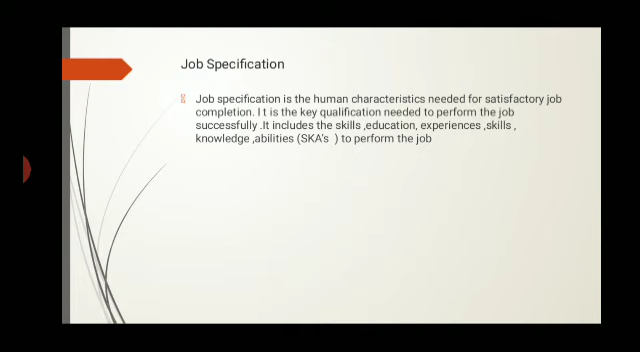 Job Specification
Job specification is the human characteristics needed for satisfactory job
completion. I t is the key qualification needed to perform the job
successfully .It includes the skills ,education, experiences ,skills ,
knowledge ,abilities (SKA's  ) to perform the job